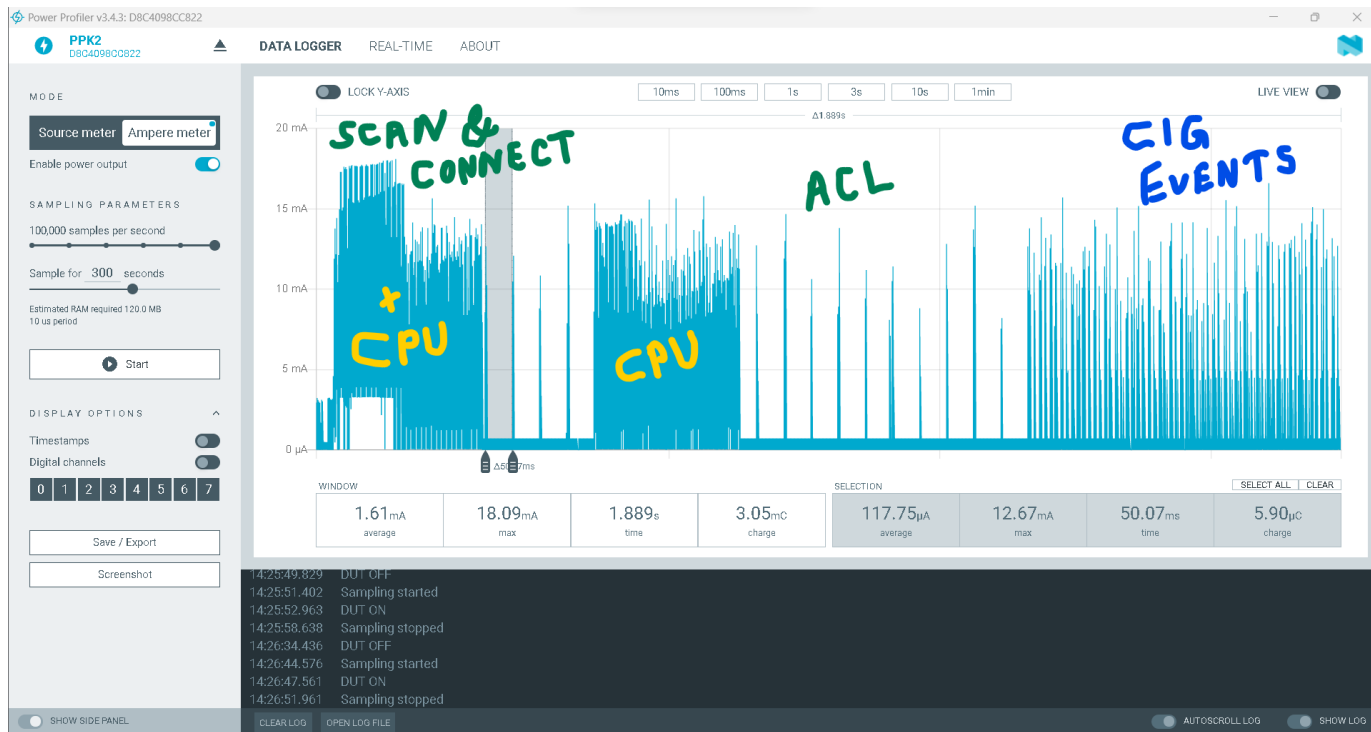 Power Profiler v3.4.3: D8C4098CC822
PPK2
D8C4098CC822
DATA LOGGER REAL-TIME ABOUT
MODE
Source meter Ampere meter
Enable power output
SAMPLING PARAMETERS
100,000 samples per second
Sample for 300 seconds
Estimated RAM required 120.0 MB
10 us period
Start
DISPLAY OPTIONS
Timestamps
Digital channels
0 1 2 3 4 5 6 7
Save / Export
Screenshot
SHOW SIDE PANEL
LOCK Y-AXIS 10ms 100ms 1s 3s 10s 1min LIVE VIEW
Δ1.889s
20 mA
15 mA
10 mA
5 mA
0 µA
SCAN &
CONNECT
+
CPU
CPU
ACL
CIG
EVENTS
WINDOW
1.61mA 18.09mA 1.889s 3.05mC
average max time charge
SELECTION SELECT ALL CLEAR
117.75µA 12.67mA 50.07ms 5.90µC
average max time charge
14:25:49.829 DUT OFF
14:25:51.402 Sampling started
14:25:52.963 DUT ON
14:25:58.638 Sampling stopped
14:26:34.436 DUT OFF
14:26:44.576 Sampling started
14:26:47.561 DUT ON
14:26:51.961 Sampling stopped
CLEAR LOG OPEN LOG FILE AUTOSCROLL LOG SHOW LOG